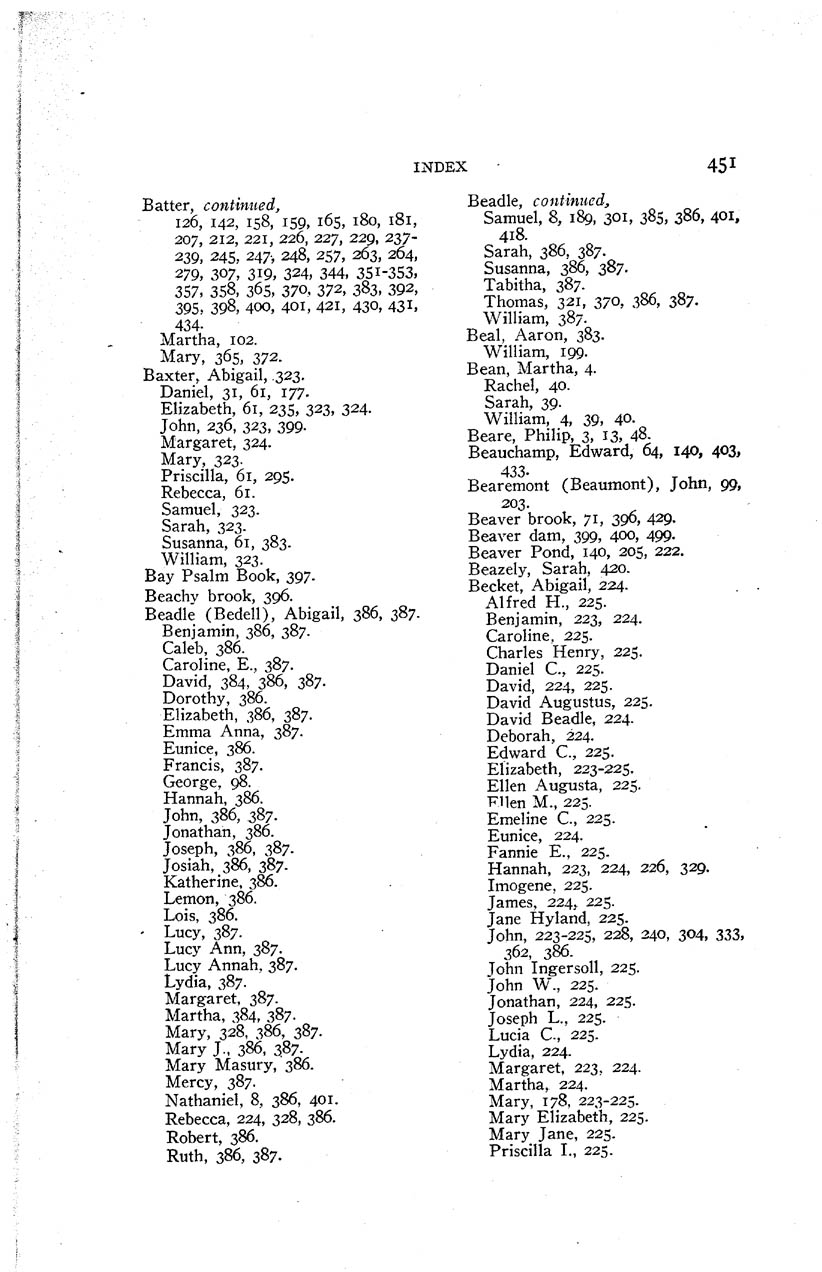 INDEX 451
Batter, continued,
126, 142, 158, 159, 165, 180, 181,
207, 212, 221, 226, 227, 229, 237-
239, 245, 247, 248, 257, 263, 264,
279, 307, 319, 324, 344, 351-353,
357, 358, 365, 370, 372, 383, 392,
395, 398, 400, 401, 421, 430, 431,
434.
Martha, 102.
Mary, 365, 372.
Baxter, Abigail, 323.
Daniel, 31, 61, 177.
Elizabeth, 61, 235, 323, 324.
John, 236, 323, 399.
Margaret, 324.
Mary, 323.
Priscilla, 61, 295.
Rebecca, 61.
Samuel, 323.
Sarah, 323.
Susanna, 61, 383.
William, 323.
Bay Psalm Book, 397.
Beachy brook, 396.
Beadle (Bedell), Abigail, 386, 387.
Benjamin, 386, 387.
Caleb, 386.
Caroline, E., 387.
David, 384, 386, 387.
Dorothy, 386.
Elizabeth, 386, 387.
Emma Anna, 387.
Eunice, 386.
Francis, 387.
George, 98.
Hannah, 386.
John, 386, 387.
Jonathan, 386.
Joseph, 386, 387.
Josiah, 386, 387.
Katherine, 386.
Lemon, 386.
Lois, 386.
Lucy, 387.
Lucy Ann, 387.
Lucy Annah, 387.
Lydia, 387.
Margaret, 387.
Martha, 384, 387.
Mary, 328, 386, 387.
Mary J., 386, 387.
Mary Masury, 386.
Mercy, 387.
Nathaniel, 8, 386, 401.
Rebecca, 224, 328, 386.
Robert, 386.
Ruth, 386, 387.
Beadle, continued,
Samuel, 8, 189, 301, 385, 386, 401,
418.
Sarah, 386, 387.
Susanna, 386, 387.
Tabitha, 387.
Thomas, 321, 370, 386, 387.
William, 387.
Beal, Aaron, 383.
William, 199.
Bean, Martha, 4.
Rachel, 40.
Sarah, 39.
William, 4, 39, 40.
Beare, Philip, 3, 13, 48.
Beauchamp, Edward, 64, 140, 403,
433.
Bearemont (Beaumont), John, 99,
203.
Beaver brook, 71, 396, 429.
Beaver dam, 399, 400, 499.
Beaver Pond, 140, 205, 222.
Beazely, Sarah, 420.
Becket, Abigail, 224.
Alfred H., 225.
Benjamin, 223, 224.
Caroline, 225.
Charles Henry, 225.
Daniel C., 225.
David, 224, 225.
David Augustus, 225.
David Beadle, 224.
Deborah, 224.
Edward C., 225.
Elizabeth, 223-225.
Ellen Augusta, 225.
Ellen M., 225.
Emeline C., 225.
Eunice, 224.
Fannie E., 225.
Hannah, 223, 224, 226, 329.
Imogene, 225.
James, 224, 225.
Jane Hyland, 225.
John, 223-225, 228, 240, 304, 333,
362, 386.
John Ingersoll, 225.
John W., 225.
Jonathan, 224, 225.
Joseph L., 225.
Lucia C., 225.
Lydia, 224.
Margaret, 223, 224.
Martha, 224.
Mary, 178, 223-225.
Mary Elizabeth, 225.
Mary Jane, 225.
Priscilla I., 225.